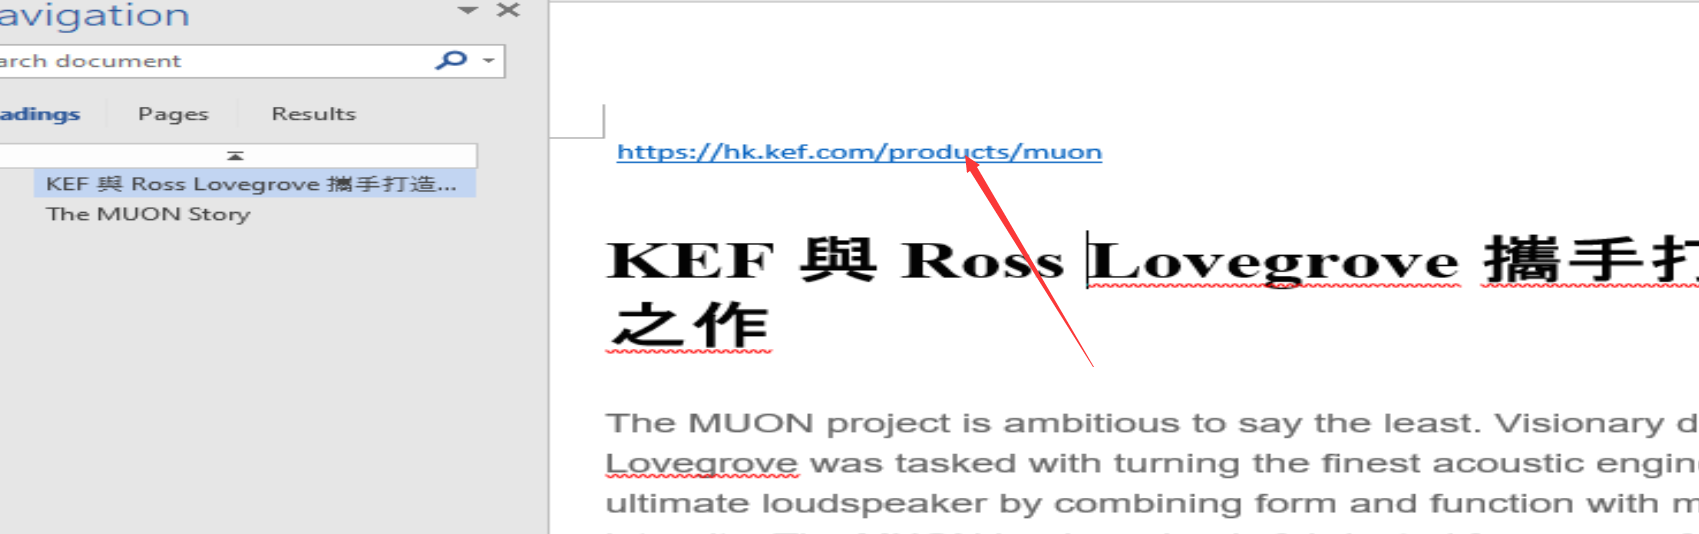 avigation
arch document
adings Pages Results
KEF 與 Ross Lovegrove 攜手打造...
The MUON Story
https://hk.kef.com/products/muon
KEF 與 Ross Lovegrove 攜手打
之作
The MUON project is ambitious to say the least. Visionary d
Lovegrove was tasked with turning the finest acoustic engin
ultimate loudspeaker by combining form and function with m